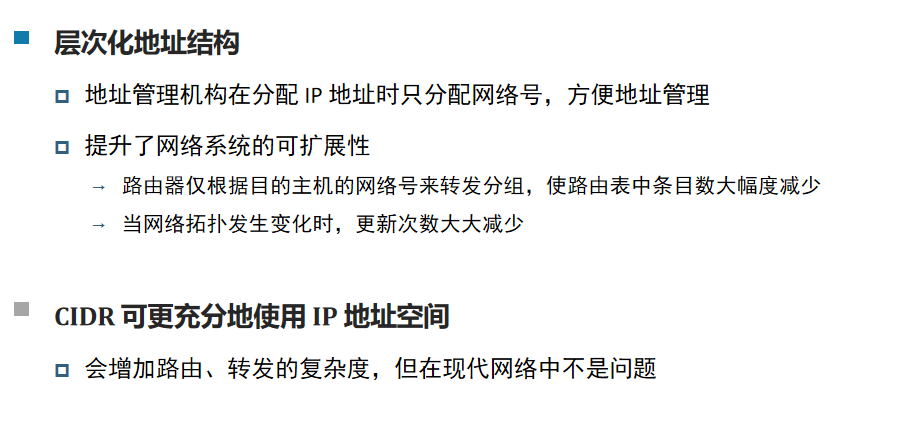 层次化地址结构
地址管理机构在分配 IP 地址时只分配网络号，方便地址管理
提升了网络系统的可扩展性
→ 路由器仅根据目的主机的网络号来转发分组，使路由表中条目数大幅度减少
→ 当网络拓扑发生变化时，更新次数大大减少
CIDR 可更充分地使用 IP 地址空间
会增加路由、转发的复杂度，但在现代网络中不是问题